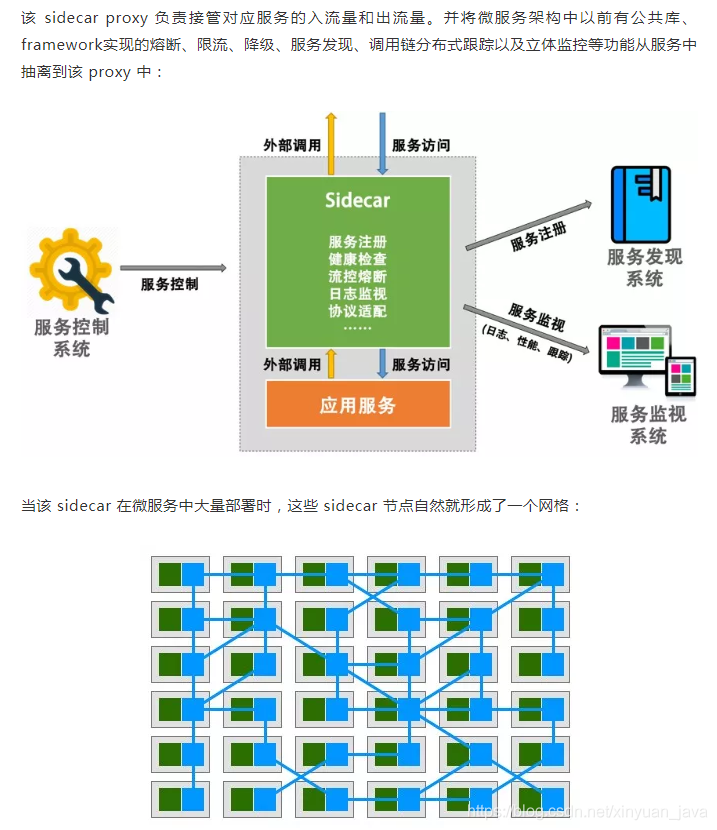 该 sidecar proxy 负责接管对应服务的入流量和出流量。并将微服务架构中以前有公共库、
framework实现的熔断、限流、降级、服务发现、调用链分布式跟踪以及立体监控等功能从服务中
抽离到该 proxy 中：
外部调用
服务访问
Sidecar
服务注册
健康检查
流控熔断
日志监视
协议适配
······
服务控制
服务控制
系统
服务注册
服务发现
系统
服务监视
(日志、性能、跟踪)
服务监视
系统
外部调用
服务访问
应用服务
当该 sidecar 在微服务中大量部署时，这些 sidecar 节点自然就形成了一个网格：
https://blog.csdn.net/xinyuan_java